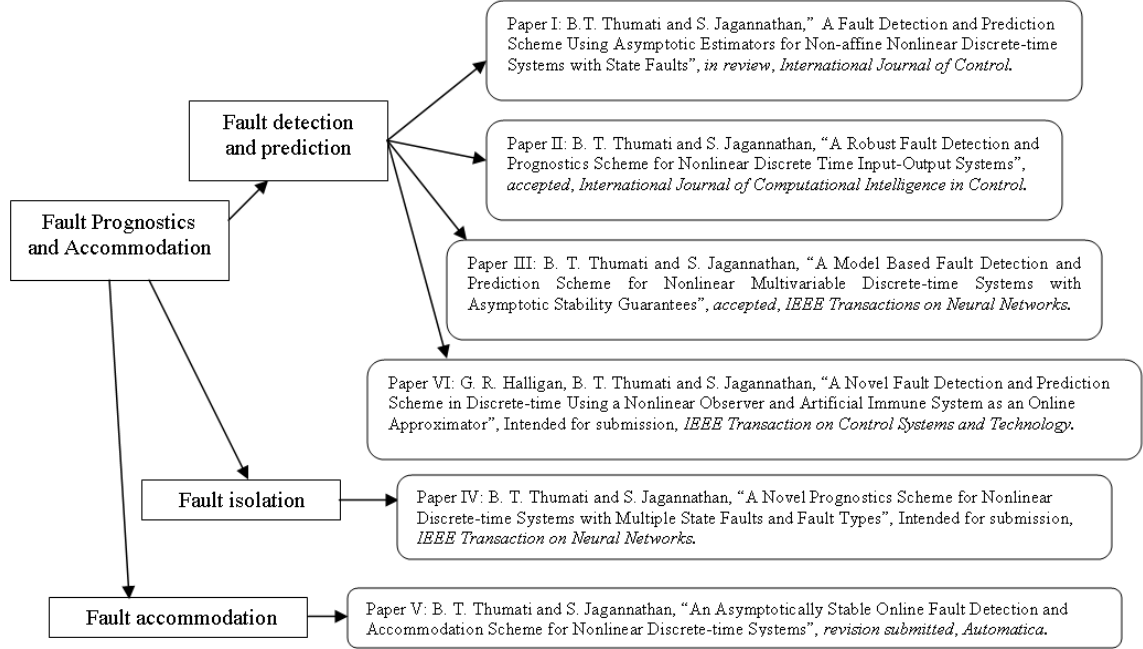 Paper I: B.T. Thumati and S. Jagannathan,” A Fault Detection and Prediction
Scheme Using Asymptotic Estimators for Non-affine Nonlinear Discrete-time
Systems with State Faults”, in review, International Journal of Control.
Fault detection
and prediction
Paper II: B. T. Thumati and S. Jagannathan, “A Robust Fault Detection and
Prognostics Scheme for Nonlinear Discrete Time Input-Output Systems”,
accepted, International Journal of Computational Intelligence in Control.
Fault Prognostics
and Accommodation
Paper III: B. T. Thumati and S. Jagannathan, “A Model Based Fault Detection and
Prediction Scheme for Nonlinear Multivariable Discrete-time Systems with
Asymptotic Stability Guarantees”, accepted, IEEE Transactions on Neural Networks.
Paper VI: G. R. Halligan, B. T. Thumati and S. Jagannathan, “A Novel Fault Detection and Prediction
Scheme in Discrete-time Using a Nonlinear Observer and Artificial Immune System as an Online
Approximator”, Intended for submission, IEEE Transaction on Control Systems and Technology.
Fault isolation
Paper IV: B. T. Thumati and S. Jagannathan, “A Novel Prognostics Scheme for Nonlinear
Discrete-time Systems with Multiple State Faults and Fault Types”, Intended for submission,
IEEE Transaction on Neural Networks.
Fault accommodation
Paper V: B. T. Thumati and S. Jagannathan, “An Asymptotically Stable Online Fault Detection and
Accommodation Scheme for Nonlinear Discrete-time Systems”, revision submitted, Automatica.